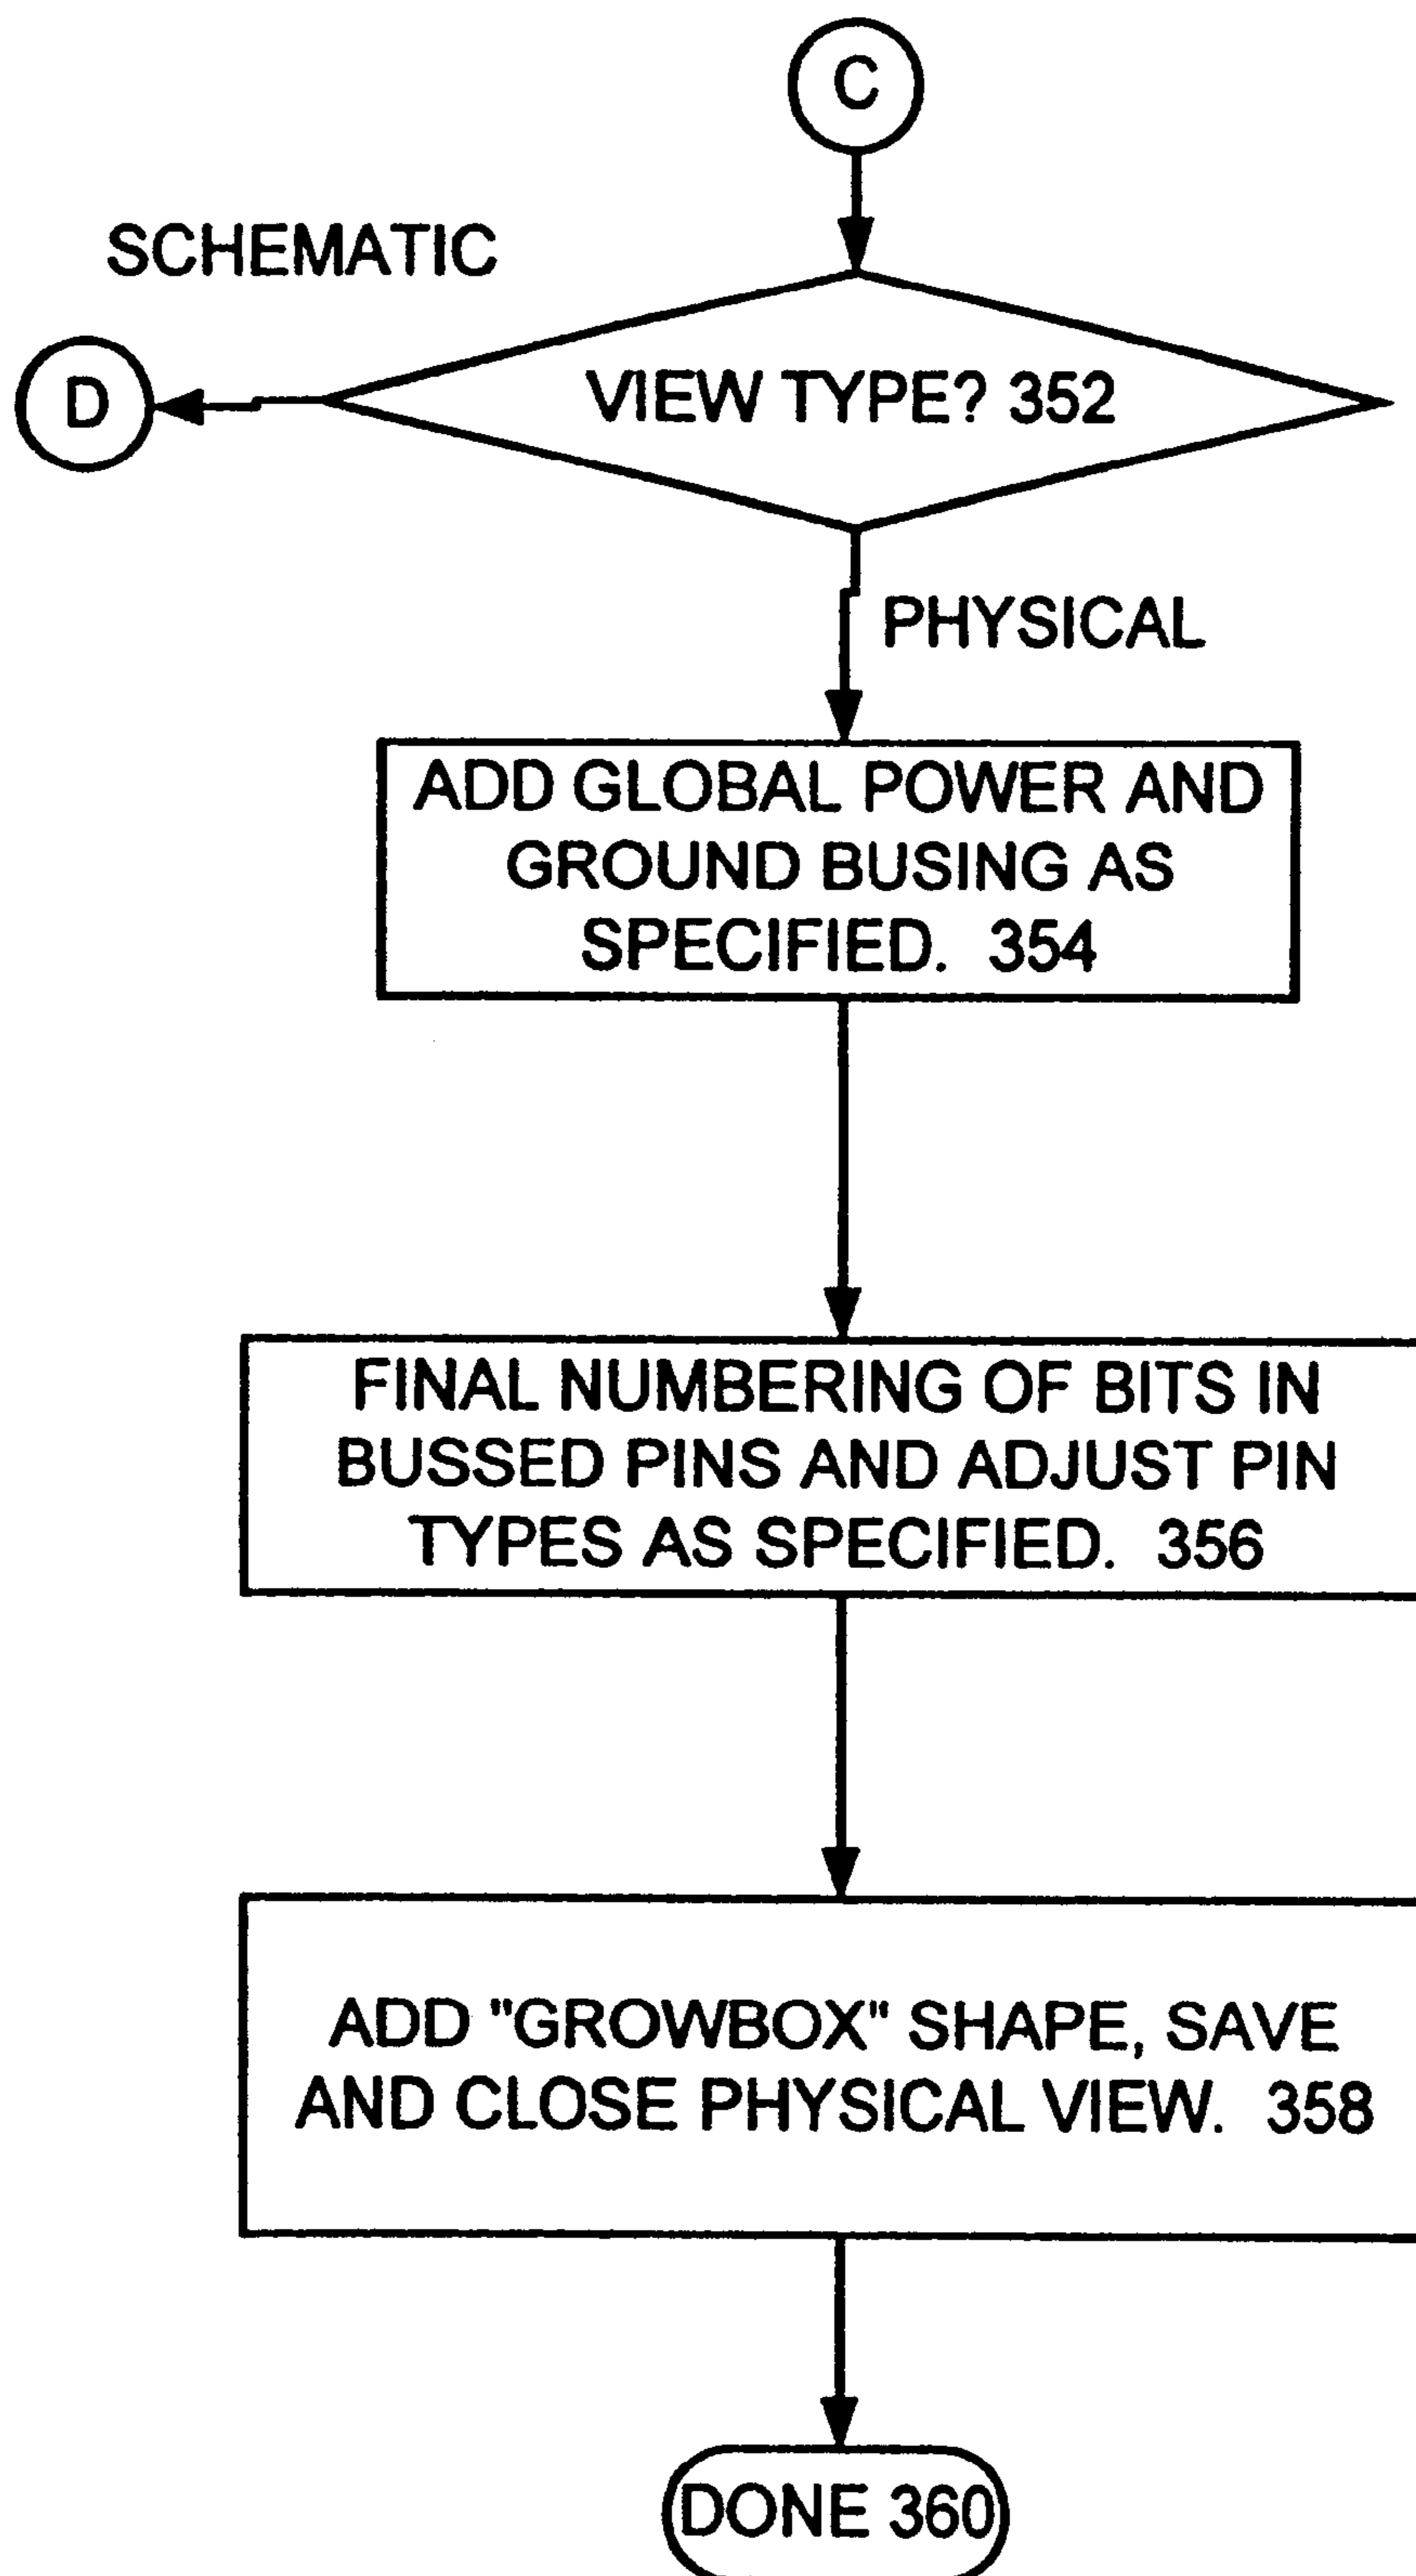 C
SCHEMATIC
D
VIEW TYPE? 352
PHYSICAL
ADD GLOBAL POWER AND
GROUND BUSING AS
SPECIFIED. 354
FINAL NUMBERING OF BITS IN
BUSSED PINS AND ADJUST PIN
TYPES AS SPECIFIED. 356
ADD "GROWBOX" SHAPE, SAVE
AND CLOSE PHYSICAL VIEW. 358
DONE 360